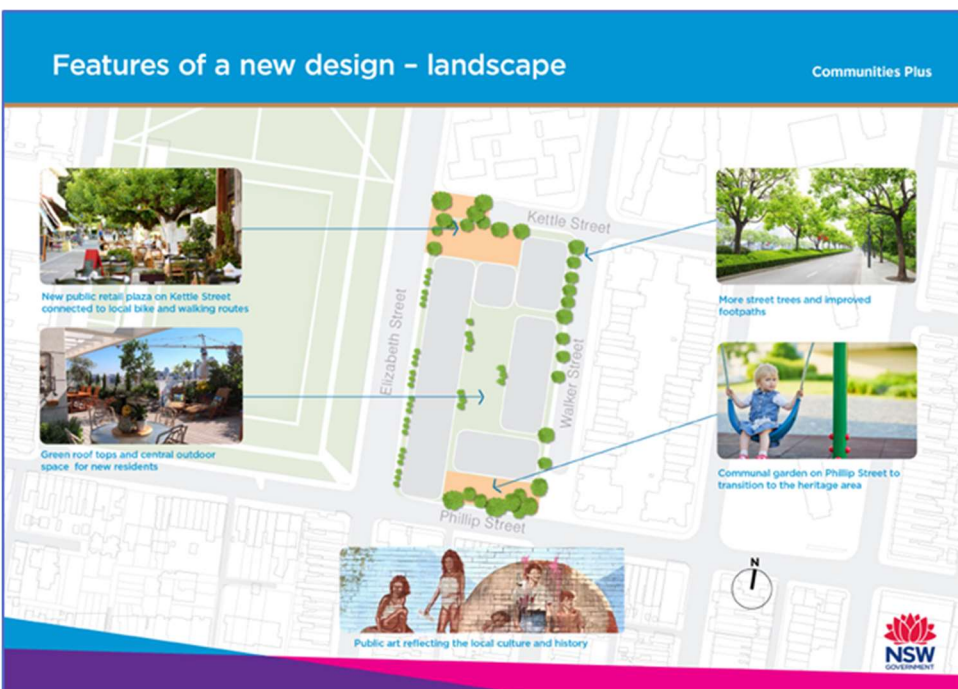 Features of a new design – landscape
Communities Plus
New public retail plaza on Kettle Street
connected to local bike and walking routes
Green roof tops and central outdoor
space for new residents
Kettle Street
Elizabeth Street
Walker Street
Phillip Street
More street trees and improved
footpaths
Communal garden on Phillip Street to
transition to the heritage area
Public art reflecting the local culture and history
N
NSW
GOVERNMENT